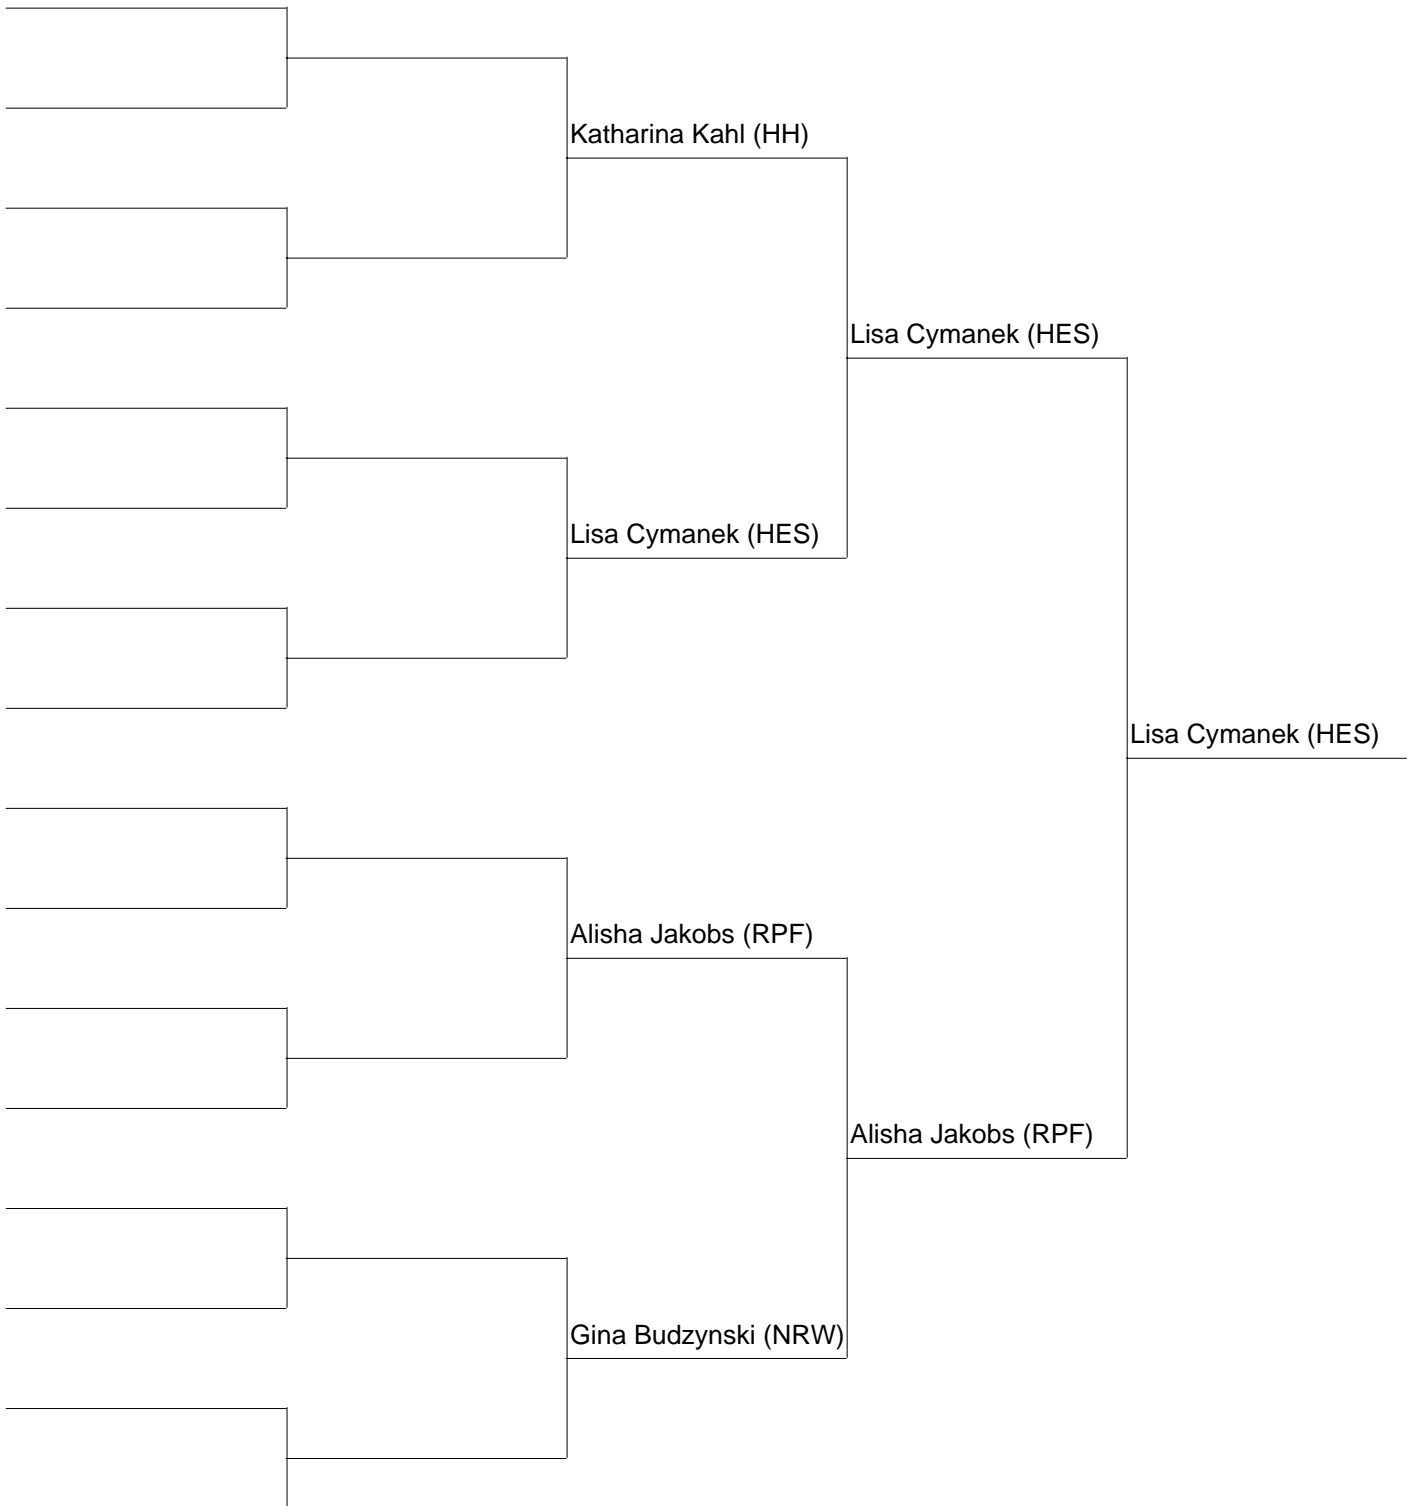 Katharina Kahl (HH)
Lisa Cymanek (HES)
Lisa Cymanek (HES)
Lisa Cymanek (HES)
Alisha Jakobs (RPF)
Alisha Jakobs (RPF)
Gina Budzynski (NRW)